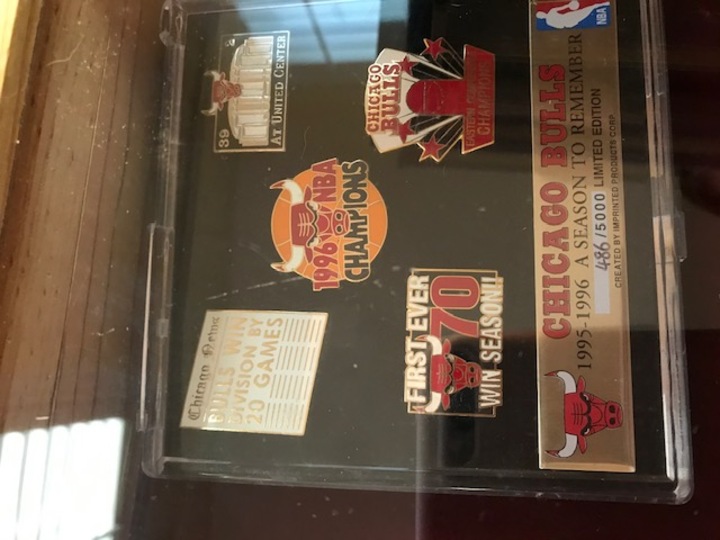 Chicago News
BULLS WIN
DIVISION BY
20 GAMES
39
AT UNITED CENTER
1996 NBA
CHAMPIONS
FIRST EVER
70
WIN SEASON!!
CHICAGO
BULLS
EASTERN
CHAMPIONS
CHICAGO BULLS
1995-1996 A SEASON TO REMEMBER
486/5000 LIMITED EDITION
CREATED BY IMPRINTED PRODUCTS CORP.
NBA